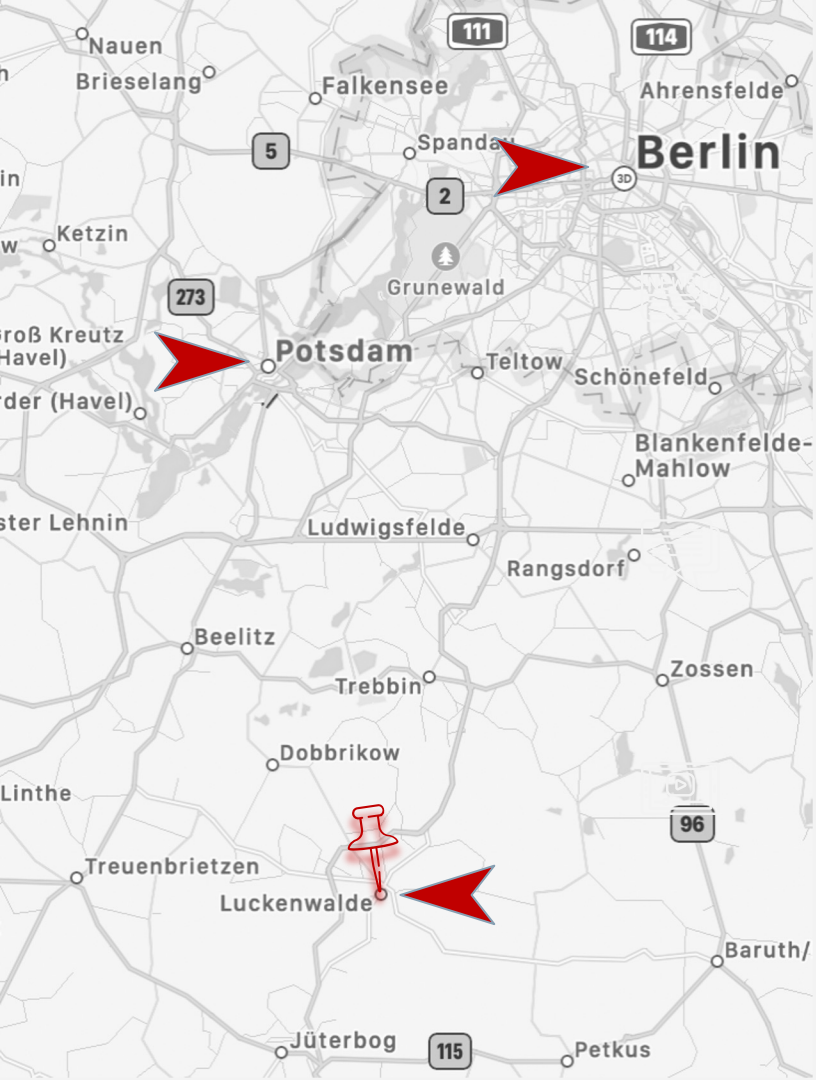 111
114
Nauen
Brieselang
Falkensee
Ahrensfelde
5
Spandau
Berlin
3D
in
2
Ketzin
w
Grunewald
273
Groß Kreutz
(Havel)
Potsdam
Teltow
Schönefeld
rder (Havel)
Blankenfelde-
Mahlow
ster Lehnin
Ludwigsfelde
Rangsdorf
Beelitz
Zossen
Trebbin
Dobbrikow
Linthe
96
Treuenbrietzen
Luckenwalde
Baruth/
Jüterbog
115
Petkus